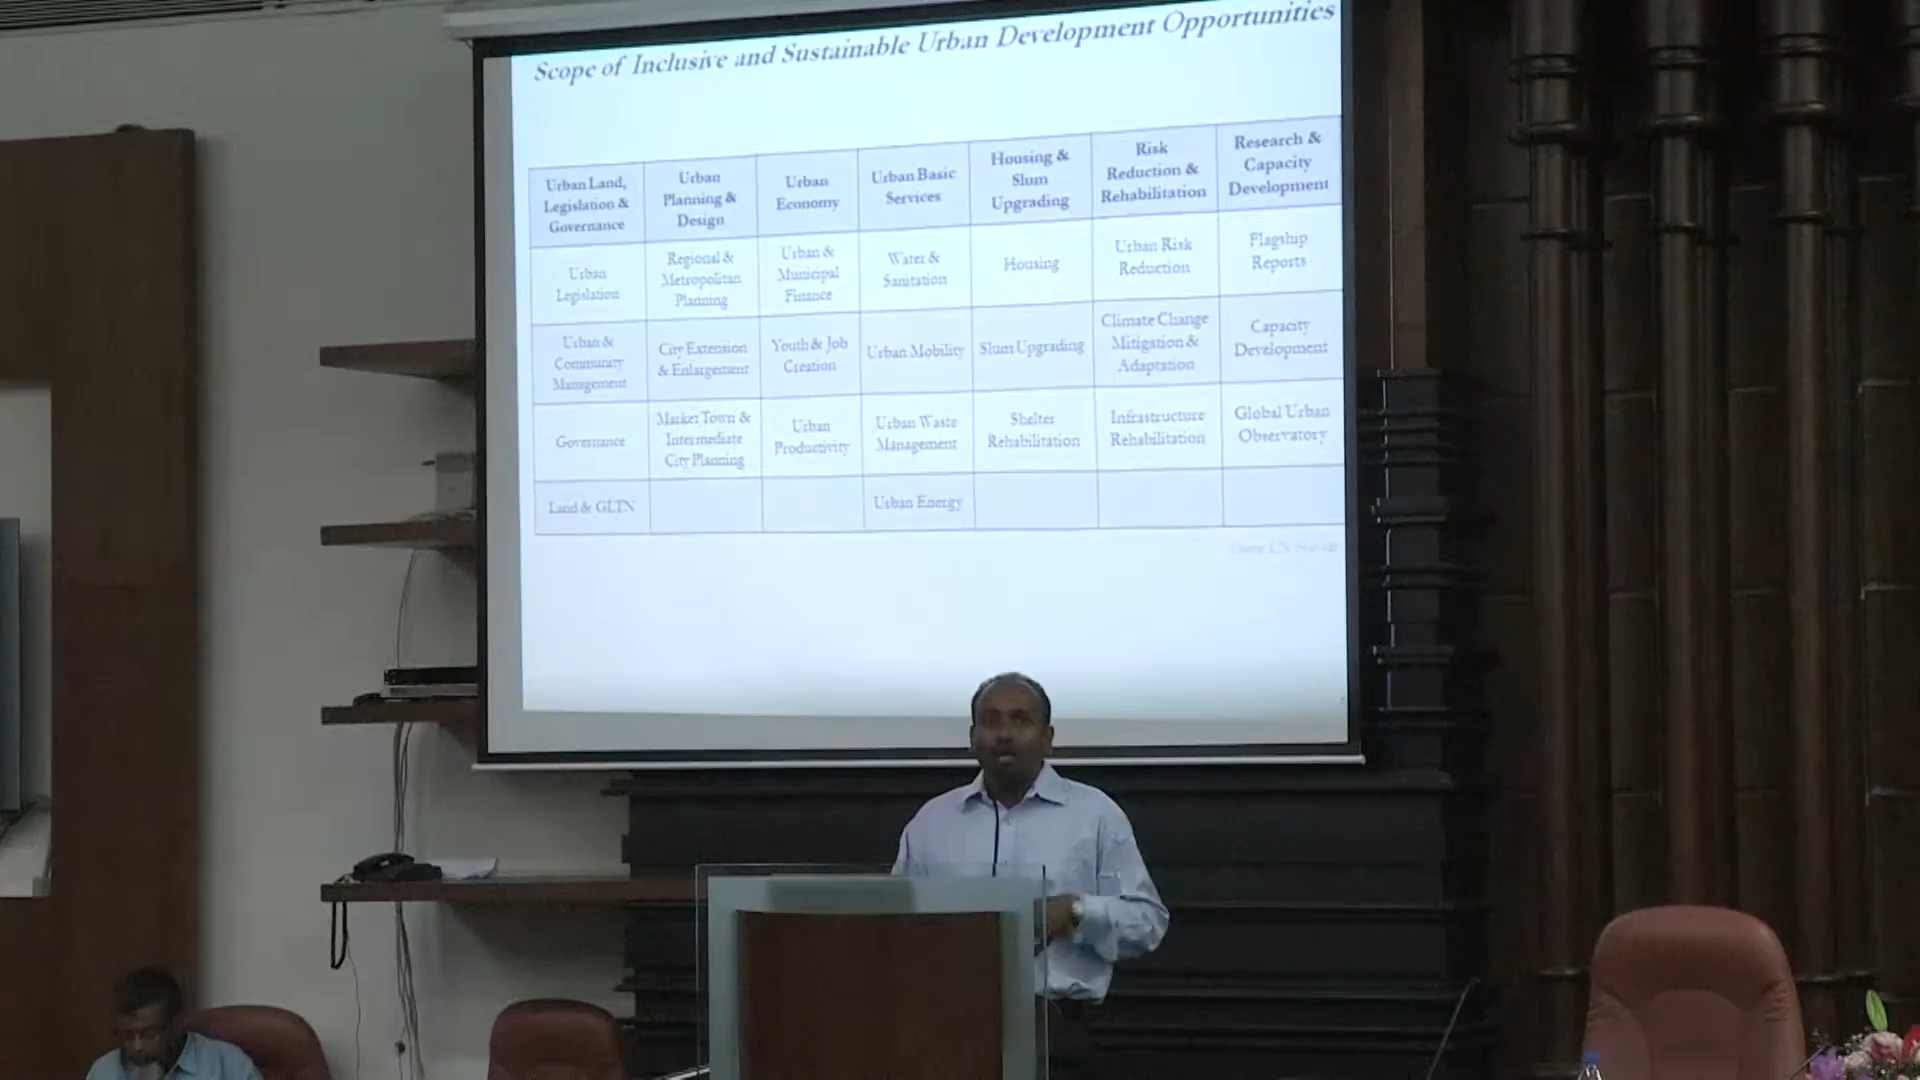 Scope of Inclusive and Sustainable Urban Development Opportunities
Urban Land,
Legislation &
Governance
Urban
Planning &
Design
Urban
Economy
Urban Basic
Services
Housing &
Slum
Upgrading
Risk
Reduction &
Rehabilitation
Research &
Capacity
Development
Urban
Legislation
Regional &
Metropolitan
Planning
Urban &
Municipal
Finance
Water &
Sanitation
Housing
Urban Risk
Reduction
Flagship
Reports
Urban &
Community
Management
City Extension
& Enlargement
Youth & Job
Creation
Urban Mobility
Slum Upgrading
Climate Change
Mitigation &
Adaptation
Capacity
Development
Governance
Market Town &
Intermediate
City Planning
Urban
Productivity
Urban Waste
Management
Shelter
Rehabilitation
Infrastructure
Rehabilitation
Global Urban
Observatory
Land & GLTN
Urban Energy